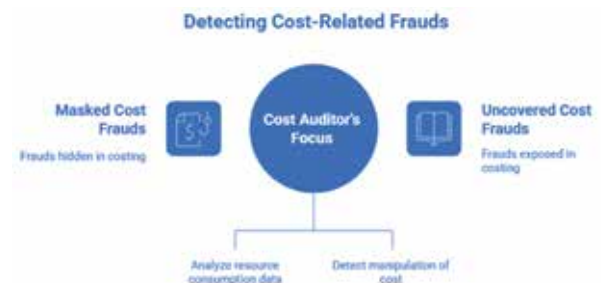 Detecting Cost-Related Frauds
Masked Cost
Frauds
Frauds hidden in costing
$
Cost Auditor's
Focus
Uncovered Cost
Frauds
Frauds exposed in
costing
Analyze resource
consumption data
Detect manipulation of
cost